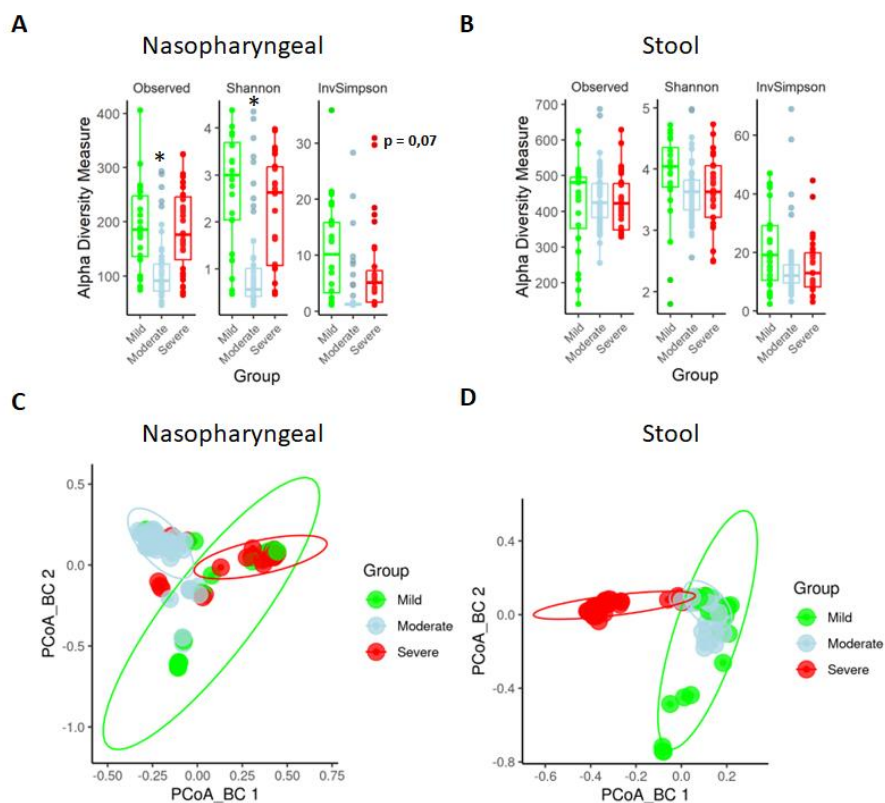 A
Nasopharyngeal
Observed
Shannon
InvSimpson
Alpha Diversity Measure
400
300
200
100
*
4
3
2
1
*
30
20
10
0
p = 0,07
Mild
Moderate
Severe
Mild
Moderate
Severe
Mild
Moderate
Severe
Group
B
Stool
Observed
Shannon
InvSimpson
Alpha Diversity Measure
700
600
500
400
300
200
5
4
3
2
60
40
20
0
Mild
Moderate
Severe
Mild
Moderate
Severe
Mild
Moderate
Severe
Group
C
Nasopharyngeal
PCoA_BC 2
0.5
0.0
-0.5
-1.0
-0.50
-0.25
0.00
0.25
0.50
0.75
PCoA_BC 1
Group
Mild
Moderate
Severe
D
Stool
PCoA_BC 2
0.4
0.0
-0.4
-0.8
-0.6
-0.4
-0.2
0.0
0.2
PCoA_BC 1
Group
Mild
Moderate
Severe